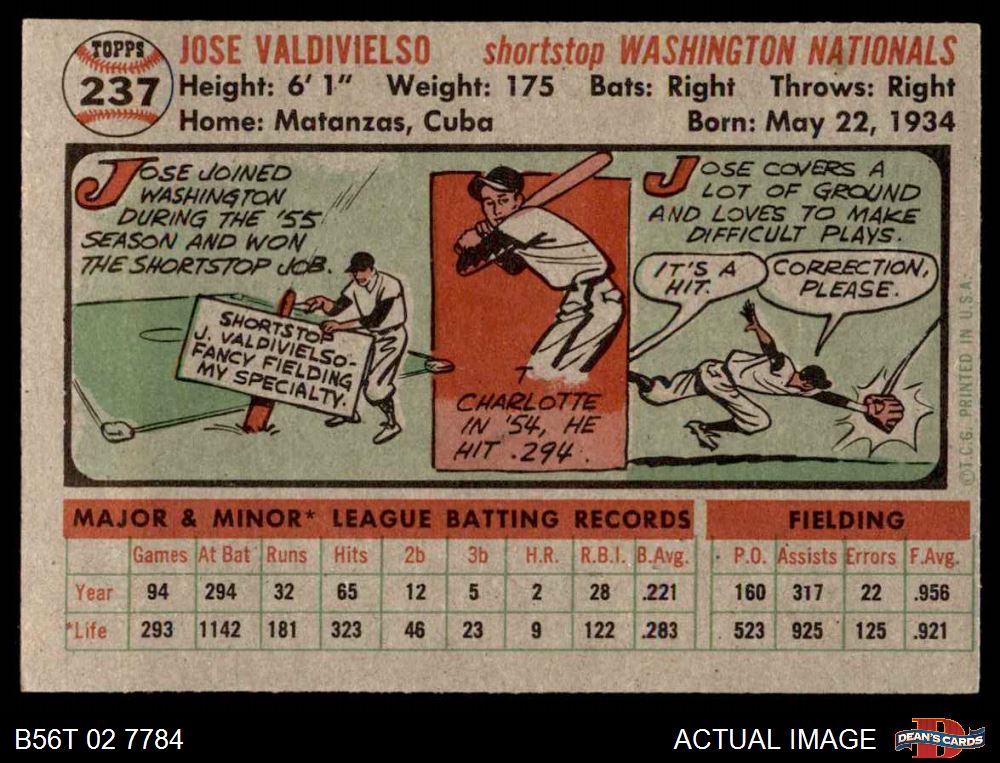 TOPPS
237
JOSE VALDIVIELSO shortstop WASHINGTON NATIONALS
Height: 6' 1" Weight: 175 Bats: Right Throws: Right
Home: Matanzas, Cuba Born: May 22, 1934
JOSE JOINED
WASHINGTON
DURING THE '55
SEASON AND WON
THE SHORTSTOP JOB.
SHORTSTOP
J. VALDIVIELSO-
FANCY FIELDING
MY SPECIALTY.
T
CHARLOTTE
IN '54, HE
HIT .294.
JOSE COVERS A
LOT OF GROUND
AND LOVES TO MAKE
DIFFICULT PLAYS.
IT'S A
HIT.
CORRECTION,
PLEASE.
©T.C.G. PRINTED IN U.S.A.
MAJOR & MINOR* LEAGUE BATTING RECORDS FIELDING
Games At Bat Runs Hits 2b 3b H.R. R.B.I. B.Avg. P.O. Assists Errors F.Avg.
Year 94 294 32 65 12 5 2 28 .221 160 317 22 .956
*Life 293 1142 181 323 46 23 9 122 .283 523 925 125 .921
B56T 02 7784 ACTUAL IMAGE DEAN'S CARDS